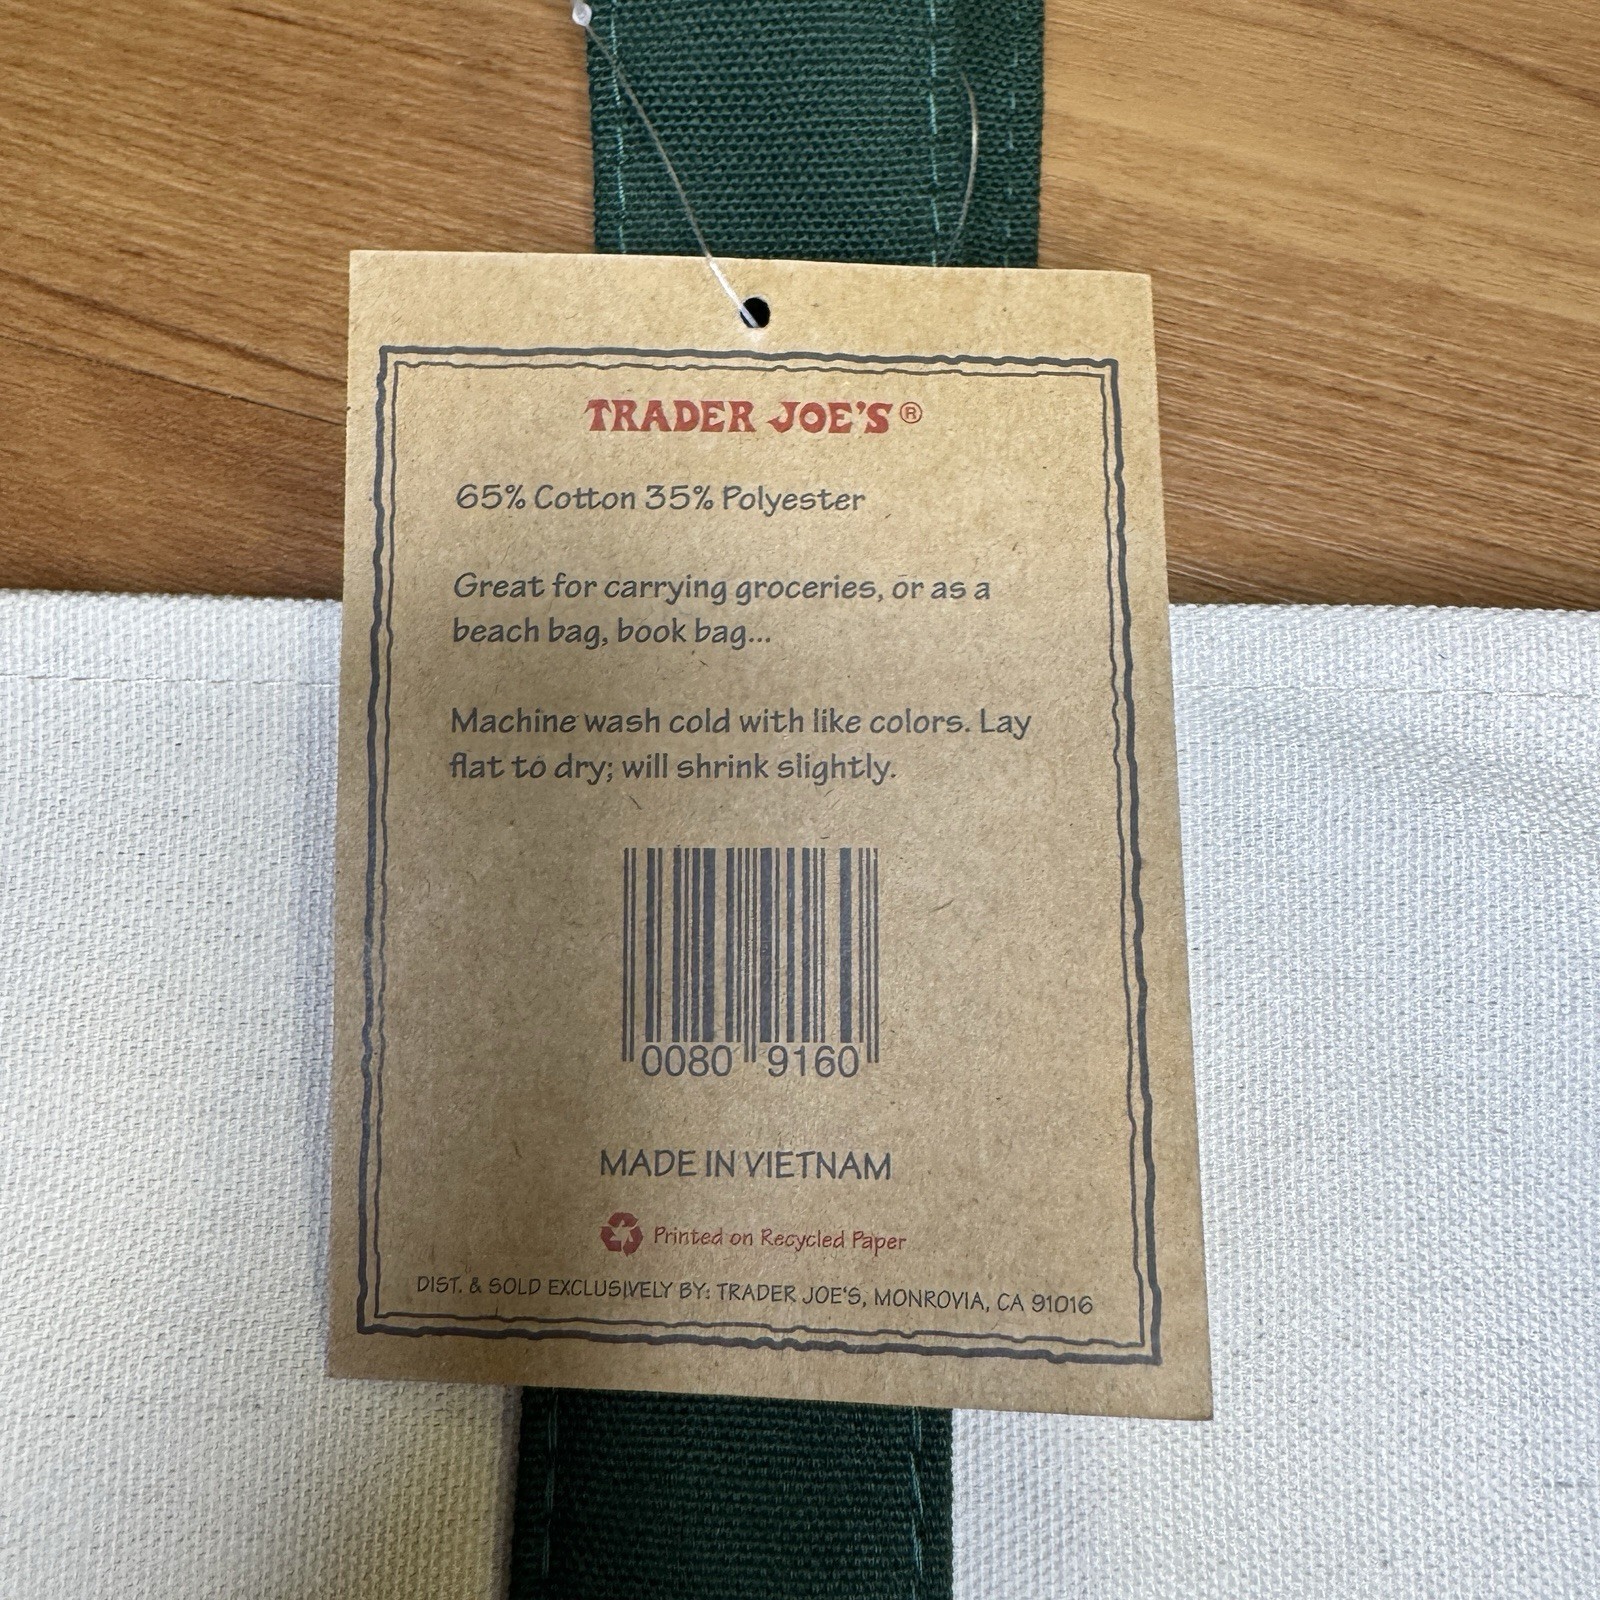 TRADER JOE'S®
65% Cotton 35% Polyester
Great for carrying groceries, or as a
beach bag, book bag...
Machine wash cold with like colors. Lay
flat to dry; will shrink slightly.
0080 9160
MADE IN VIETNAM
Printed on Recycled Paper
DIST. & SOLD EXCLUSIVELY BY: TRADER JOE'S, MONROVIA, CA 91016